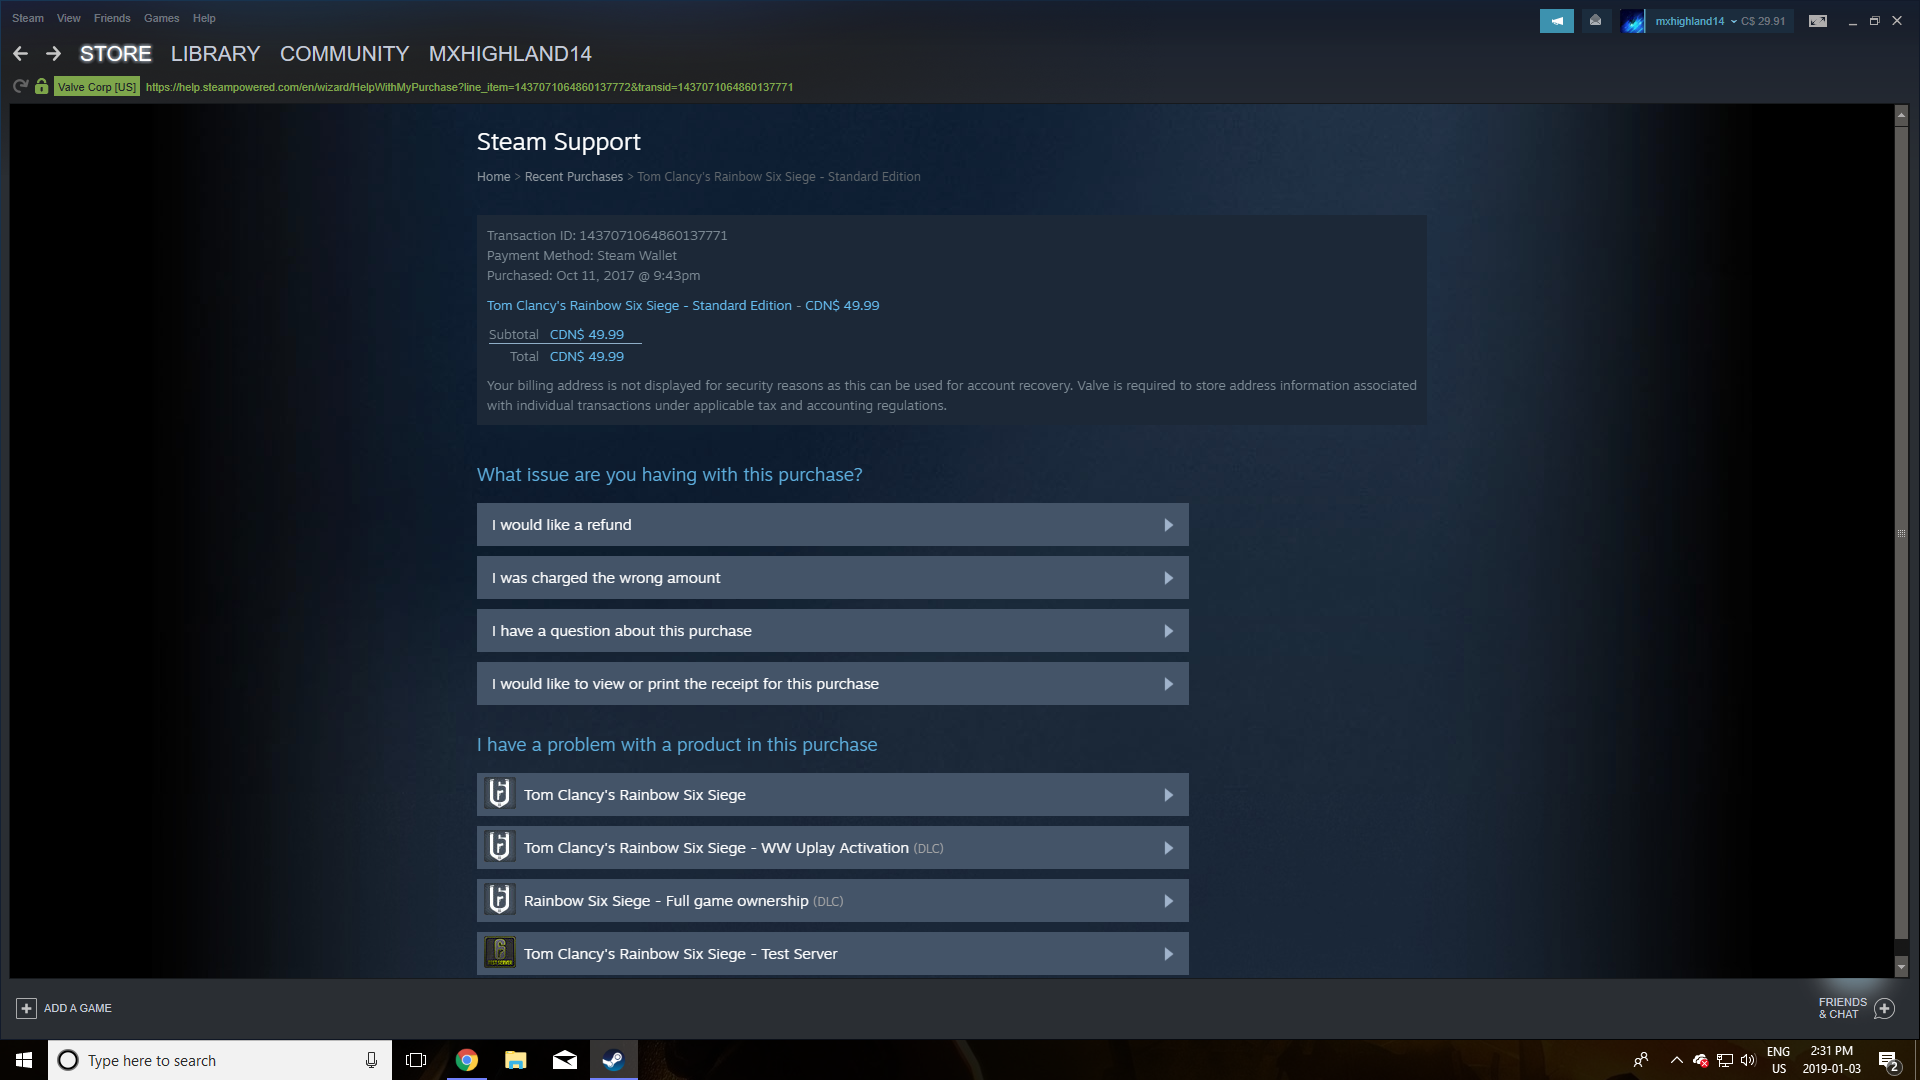 Steam View Friends Games Help
mxhighland14 C$ 29.91
STORE LIBRARY COMMUNITY MXHIGHLAND14
Valve Corp [US] https://help.steampowered.com/en/wizard/HelpWithMyPurchase?line_item=1437071064860137772&transid=1437071064860137771
Steam Support
Home > Recent Purchases > Tom Clancy's Rainbow Six Siege - Standard Edition
Transaction ID: 1437071064860137771
Payment Method: Steam Wallet
Purchased: Oct 11, 2017 @ 9:43pm
Tom Clancy's Rainbow Six Siege - Standard Edition - CDN$ 49.99
Subtotal CDN$ 49.99
Total CDN$ 49.99
Your billing address is not displayed for security reasons as this can be used for account recovery. Valve is required to store address information associated
with individual transactions under applicable tax and accounting regulations.
What issue are you having with this purchase?
I would like a refund
I was charged the wrong amount
I have a question about this purchase
I would like to view or print the receipt for this purchase
I have a problem with a product in this purchase
Tom Clancy's Rainbow Six Siege
Tom Clancy's Rainbow Six Siege - WW Uplay Activation (DLC)
Rainbow Six Siege - Full game ownership (DLC)
Tom Clancy's Rainbow Six Siege - Test Server
ADD A GAME
FRIENDS
& CHAT
Type here to search
ENG
US
2:31 PM
2019-01-03
2